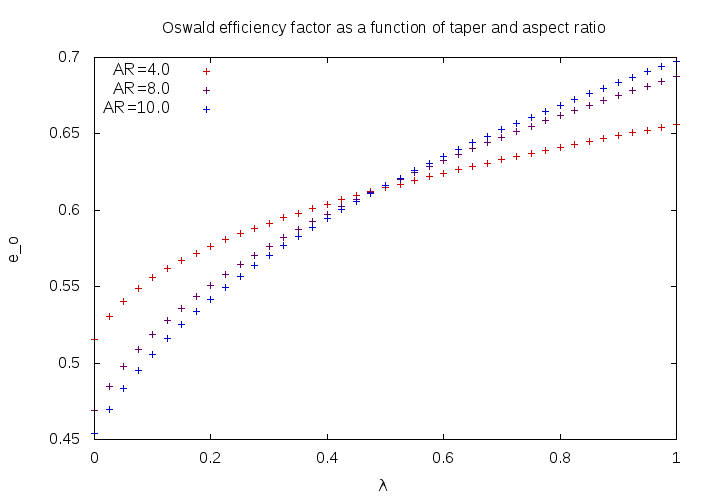 Oswald efficiency factor as a function of taper and aspect ratio
0.7
AR=4.0
AR=8.0
AR=10.0
0.65
0.6
e_o
0.55
0.5
0.45
0 0.2 0.4 0.6 0.8 1
λ